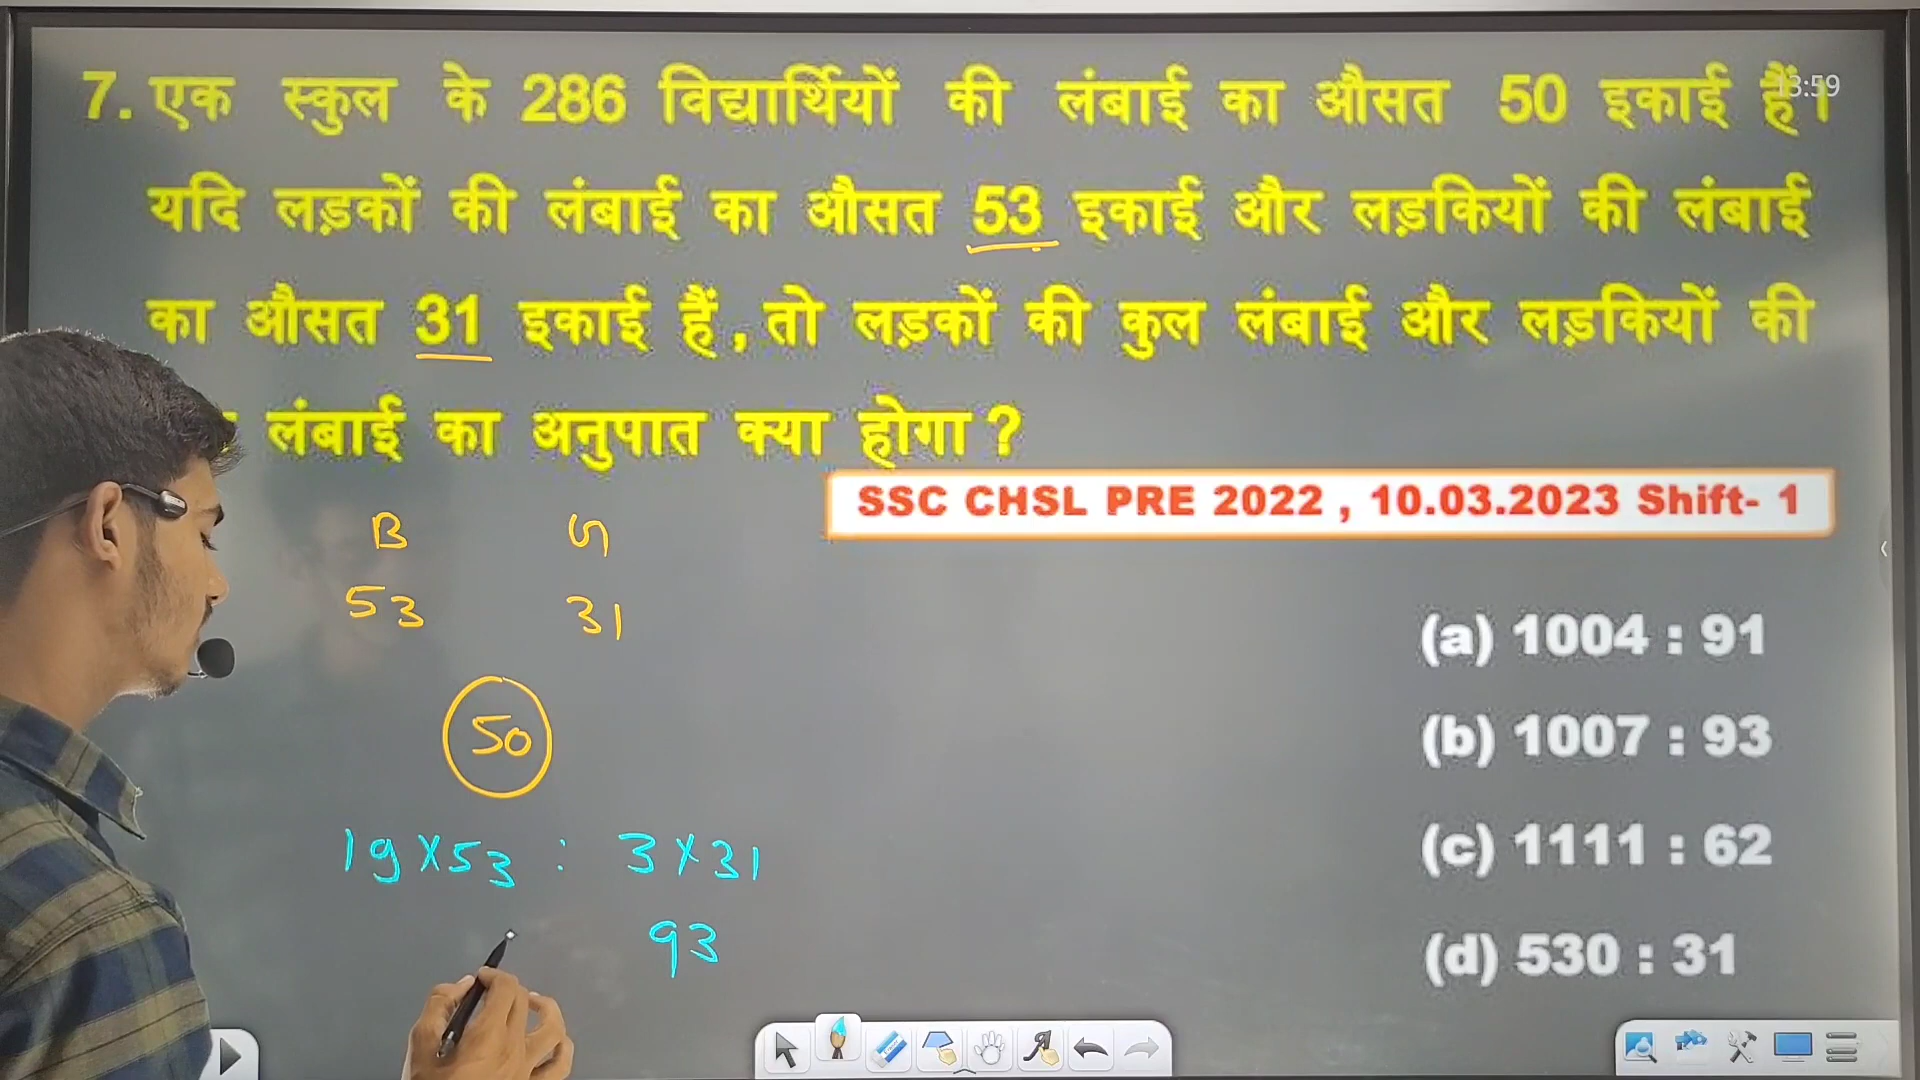 7. एक स्कुल के 286 विद्यार्थियों की लंबाई का औसत 50 इकाई हैं।
13:59
यदि लड़कों की लंबाई का औसत 53 इकाई और लड़कियों की लंबाई
का औसत 31 इकाई हैं, तो लड़कों की कुल लंबाई और लड़कियों की
लंबाई का अनुपात क्या होगा ?
SSC CHSL PRE 2022 , 10.03.2023 Shift- 1
B G
53 31
50
19×53 : 3×31
93
(a) 1004 : 91
(b) 1007 : 93
(c) 1111 : 62
(d) 530 : 31